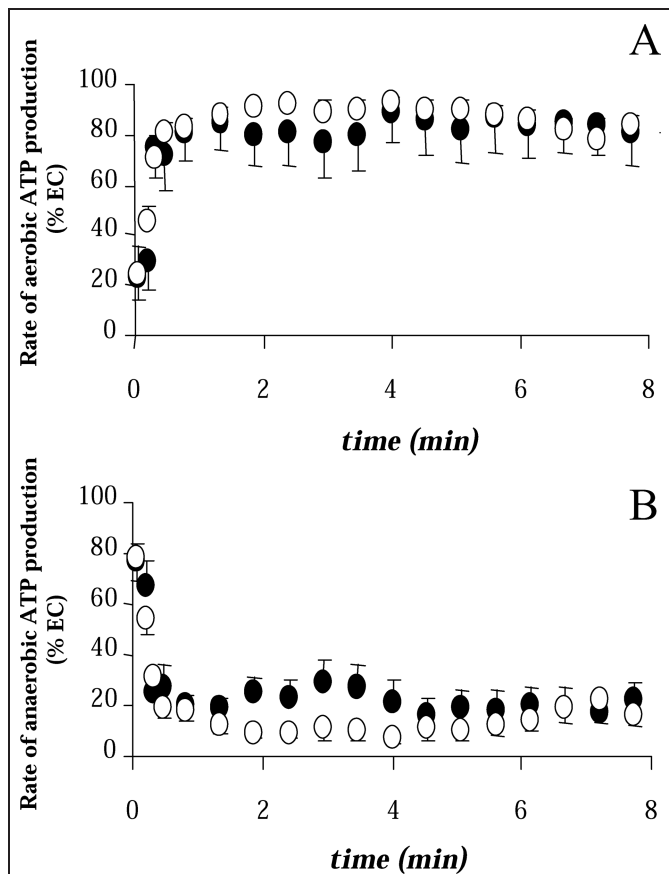 A
Rate of aerobic ATP production
(% EC)
100
80
60
40
20
0
0 2 4 6 8
time (min)
B
Rate of anaerobic ATP production
(% EC)
100
80
60
40
20
0
0 2 4 6 8
time (min)